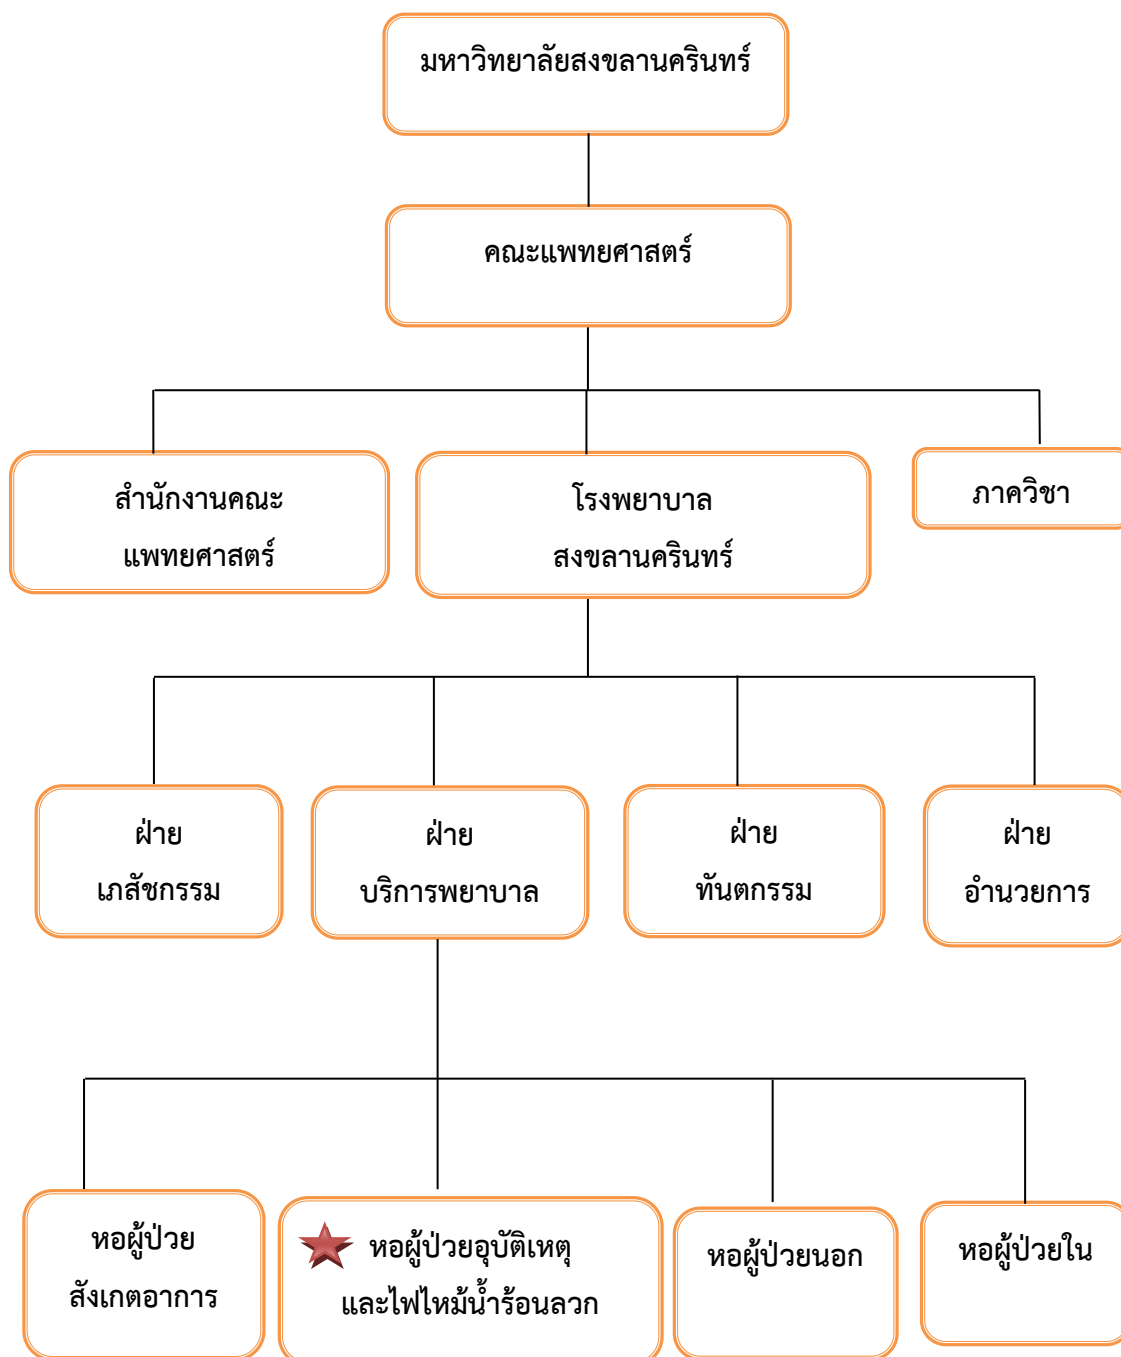 มหาวิทยาลัยสงขลานครินทร์
คณะแพทยศาสตร์
สำนักงานคณะ
แพทยศาสตร์
โรงพยาบาล
สงขลานครินทร์
ภาควิชา
ฝ่าย
เภสัชกรรม
ฝ่าย
บริการพยาบาล
ฝ่าย
ทันตกรรม
ฝ่าย
อำนวยการ
หอผู้ป่วย
สังเกตอาการ
หอผู้ป่วยอุบัติเหตุ
และไฟไหม้น้ำร้อนลวก
หอผู้ป่วยนอก
หอผู้ป่วยใน